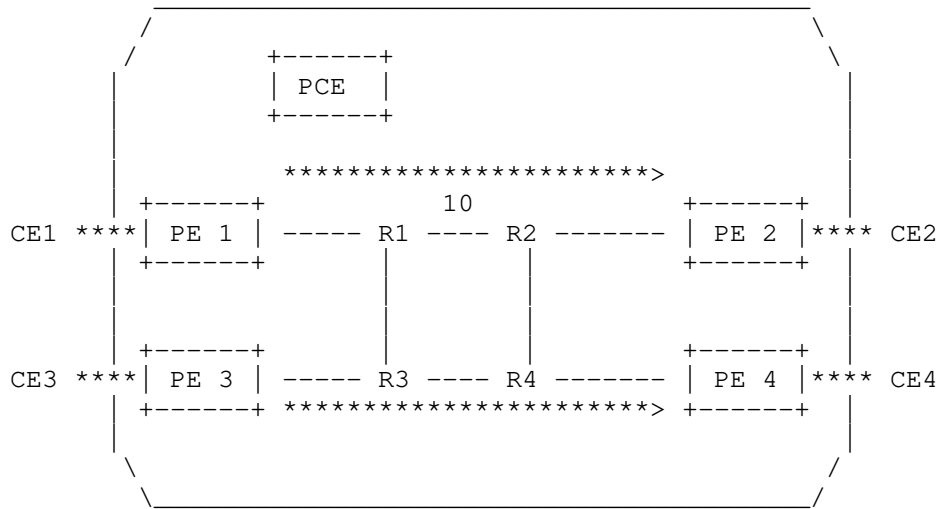 PCE
10
CE1 **** PE 1 ----- R1 ---- R2 ------- PE 2 **** CE2
CE3 **** PE 3 ----- R3 ---- R4 ------- PE 4 **** CE4